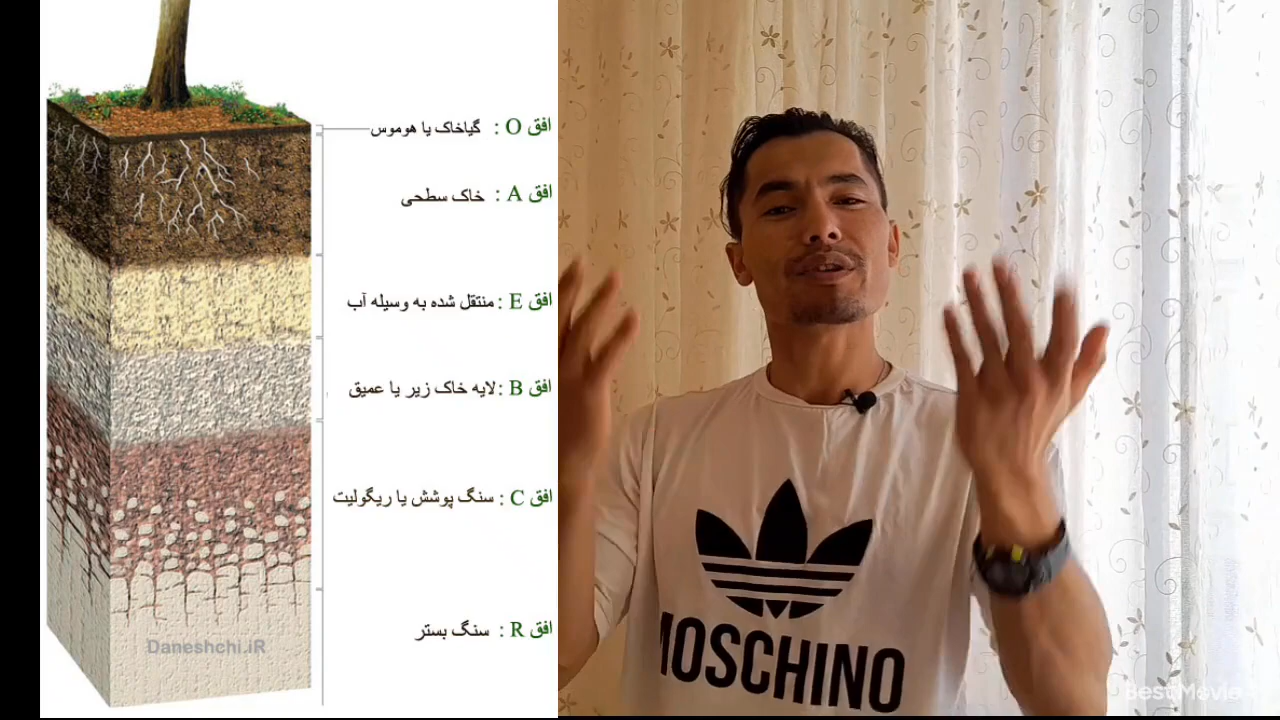 افق O : گیاخاک یا هوموس
افق A : خاک سطحی
افق E : منتقل شده به وسیله آب
افق B : لایه خاک زیر یا عمیق
افق C : سنگ پوشش یا ریگولیت
افق R : سنگ بستر
Daneshchi.iR
MOSCHINO
BestMovie